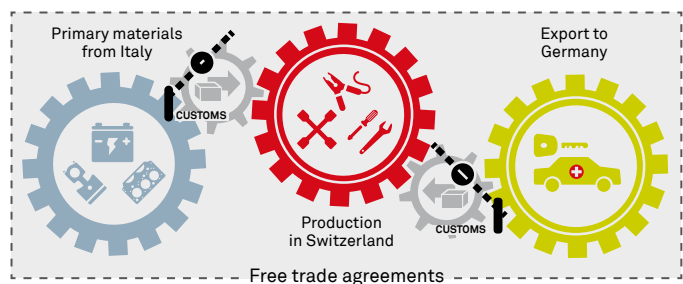 Primary materials
from Italy
CUSTOMS
Production
in Switzerland
CUSTOMS
Export to
Germany
Free trade agreements